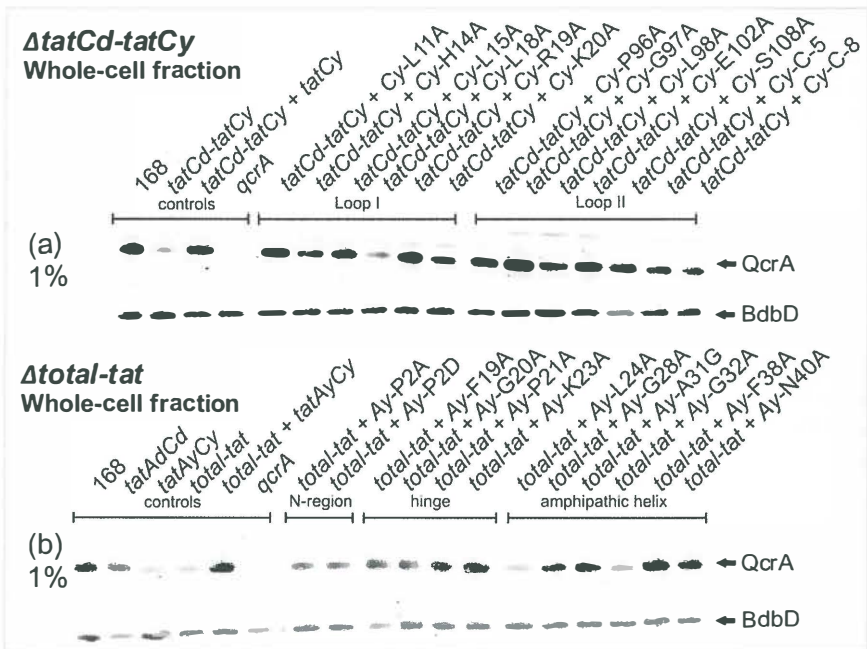 ΔtatCd-tatCy
Whole-cell fraction
168
tatCd-tatCy
tatCd-tatCy + tatCy
qcrA
tatCd-tatCy + Cy-L11A
tatCd-tatCy + Cy-H14A
tatCd-tatCy + Cy-L15A
tatCd-tatCy + Cy-L18A
tatCd-tatCy + Cy-R19A
tatCd-tatCy + Cy-K20A
tatCd-tatCy + Cy-P96A
tatCd-tatCy + Cy-G97A
tatCd-tatCy + Cy-L98A
tatCd-tatCy + Cy-E102A
tatCd-tatCy + Cy-S108A
tatCd-tatCy + Cy-C-5
tatCd-tatCy + Cy-C-8
controls
Loop I
Loop II
(a)
1%
QcrA
BdbD
Δtotal-tat
Whole-cell fraction
168
tatAdCd
tatAyCy
total-tat
total-tat + tatAyCy
qcrA
total-tat + Ay-P2A
total-tat + Ay-P2D
total-tat + Ay-F19A
total-tat + Ay-G20A
total-tat + Ay-P21A
total-tat + Ay-K23A
total-tat + Ay-L24A
total-tat + Ay-G28A
total-tat + Ay-A31G
total-tat + Ay-G32A
total-tat + Ay-F38A
total-tat + Ay-N40A
controls
N-region
hinge
amphipathic helix
(b)
1%
QcrA
BdbD